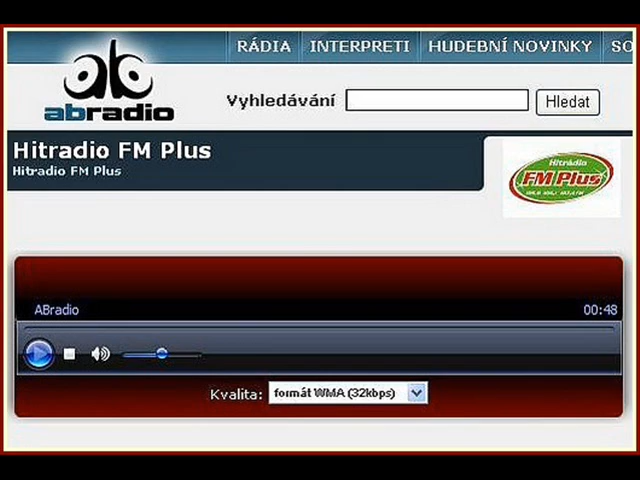 RÁDIA INTERPRETI HUDEBNÍ NOVINKY SO
abradio
Vyhledávání Hledat
Hitradio FM Plus
Hitradio FM Plus
Hitrádio
FM Plus
ABradio 00:48
Kvalita: formát WMA (32kbps)